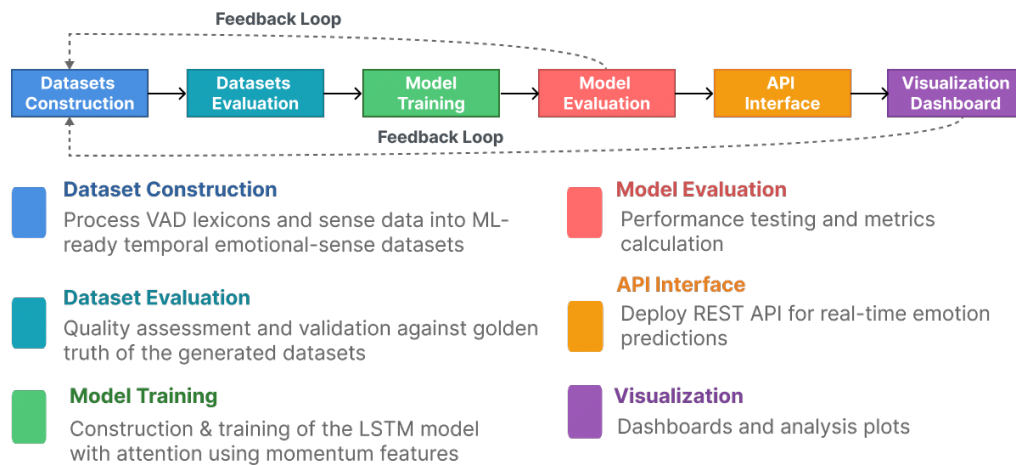 Feedback Loop
Datasets
Construction
Datasets
Evaluation
Model
Training
Model
Evaluation
API
Interface
Visualization
Dashboard
Feedback Loop
Dataset Construction
Process VAD lexicons and sense data into ML-
ready temporal emotional-sense datasets
Dataset Evaluation
Quality assessment and validation against golden
truth of the generated datasets
Model Training
Construction & training of the LSTM model
with attention using momentum features
Model Evaluation
Performance testing and metrics
calculation
API Interface
Deploy REST API for real-time emotion
predictions
Visualization
Dashboards and analysis plots